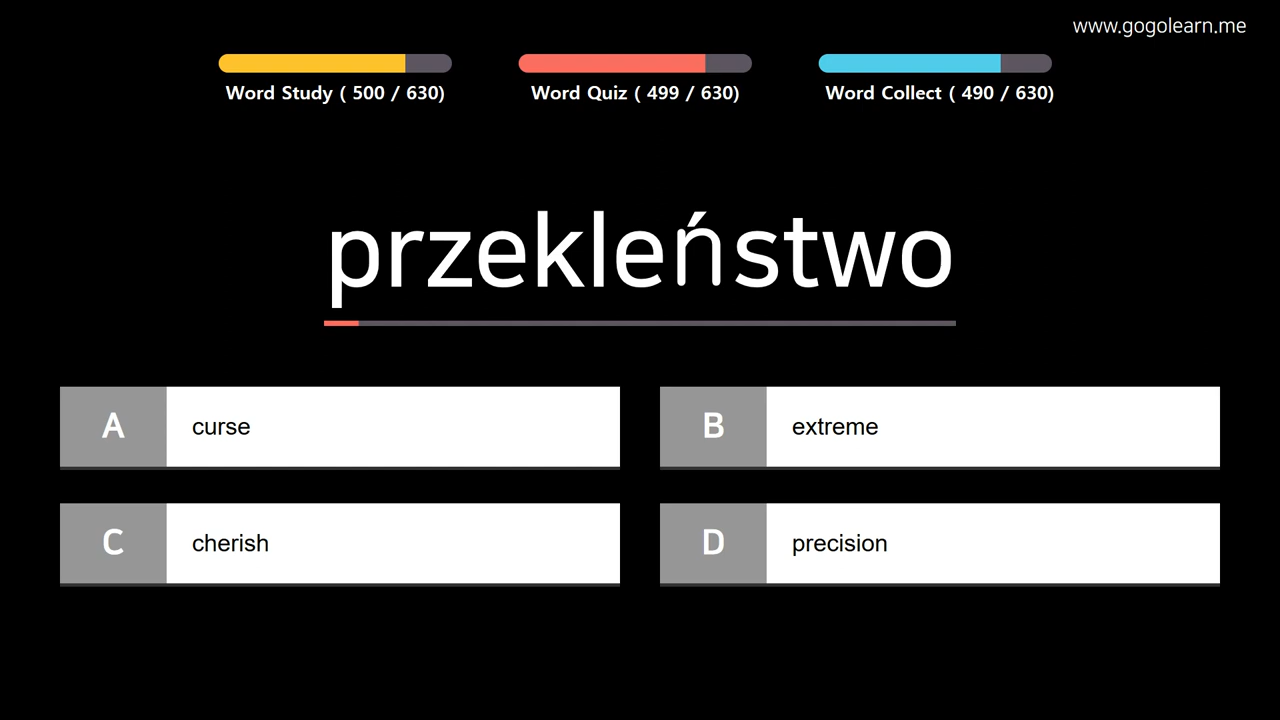 www.gogolearn.me
Word Study ( 500 / 630)
Word Quiz ( 499 / 630)
Word Collect ( 490 / 630)
przekleństwo
A curse
B extreme
C cherish
D precision